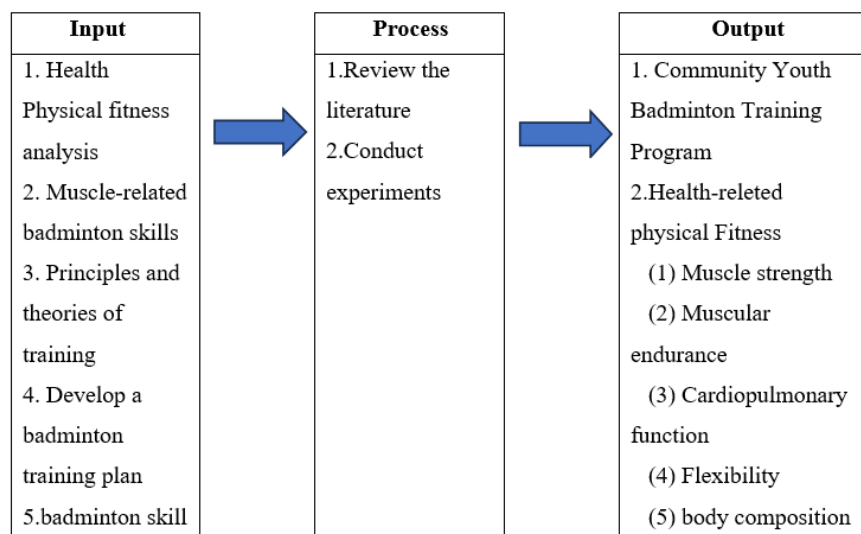 Input
1. Health
Physical fitness
analysis
2. Muscle-related
badminton skills
3. Principles and
theories of
training
4. Develop a
badminton
training plan
5.badminton skill
Process
1.Review the
literature
2.Conduct
experiments
Output
1. Community Youth
Badminton Training
Program
2.Health-releted
physical Fitness
(1) Muscle strength
(2) Muscular
endurance
(3) Cardiopulmonary
function
(4) Flexibility
(5) body composition